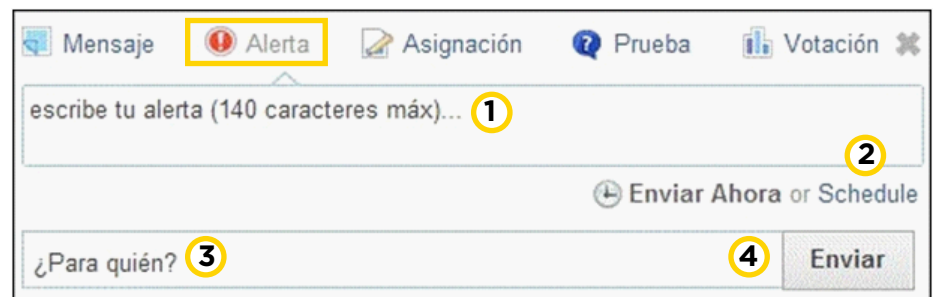 Mensaje Alerta Asignación Prueba Votación
escribe tu alerta (140 caracteres máx)... 1
2
Enviar Ahora or Schedule
¿Para quién? 3 4 Enviar